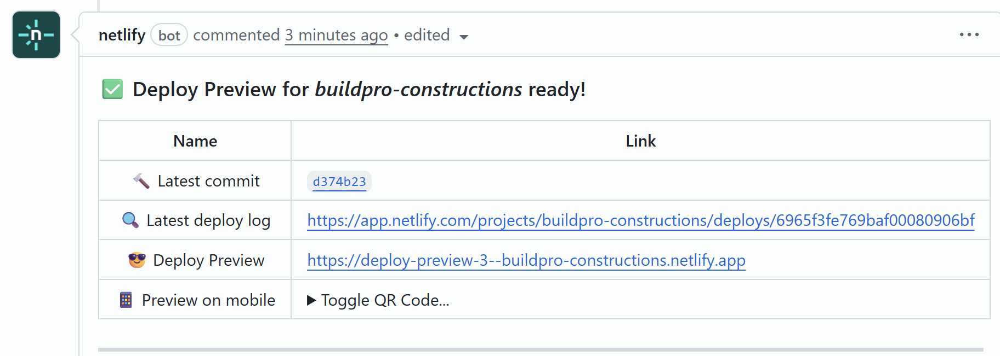 n
netlify bot commented 3 minutes ago • edited
Deploy Preview for buildpro-constructions ready!
Name Link
Latest commit d374b23
Latest deploy log https://app.netlify.com/projects/buildpro-constructions/deploys/6965f3fe769baf00080906bf
Deploy Preview https://deploy-preview-3--buildpro-constructions.netlify.app
Preview on mobile Toggle QR Code...